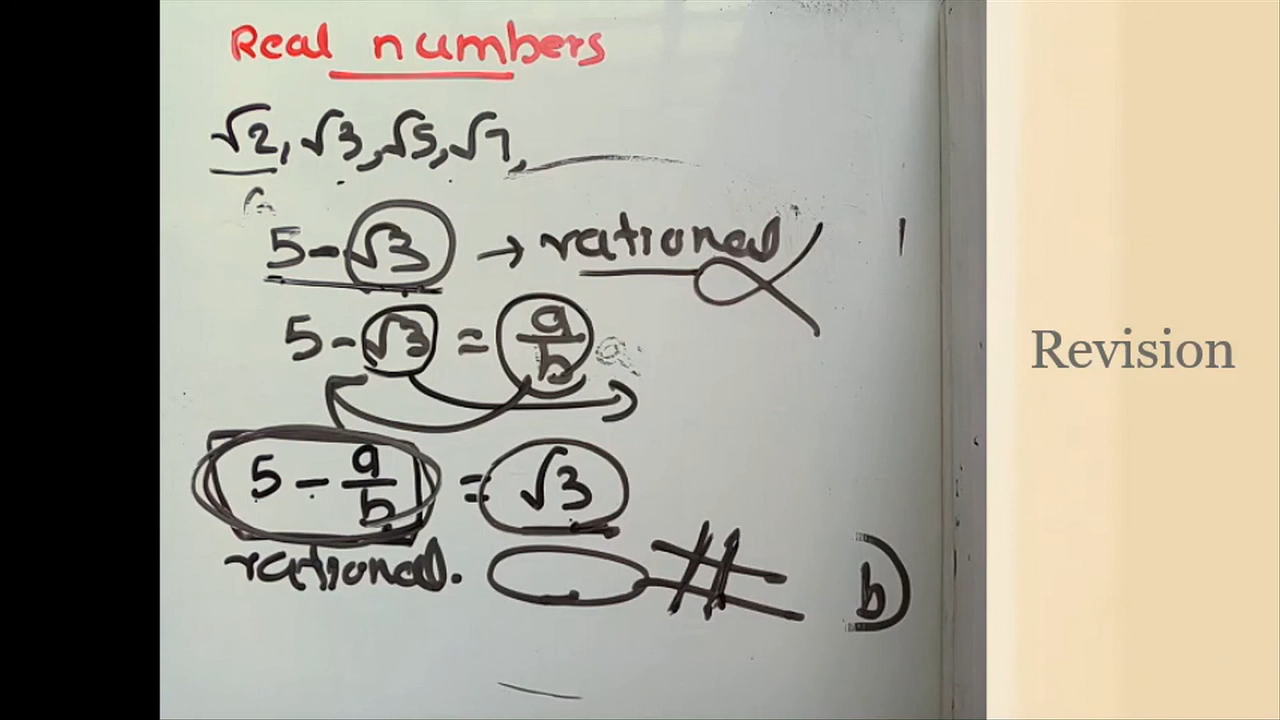 Real numbers
√2, √3, √5, √7,
5-√3 → rational
5-√3 = a/b
5 - a/b = √3
rational.
b
Revision